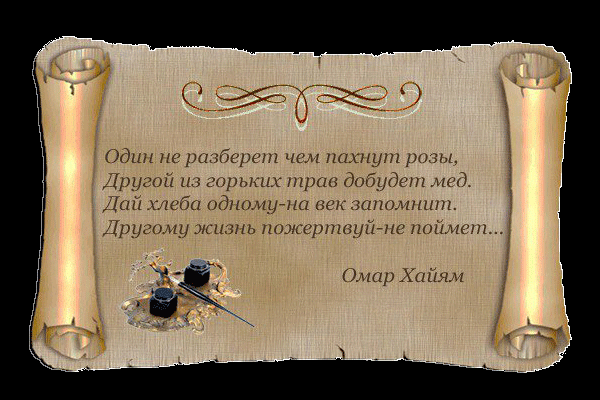 Один не разберет чем пахнут розы,
Другой из горьких трав добудет мед.
Дай хлеба одному-на век запомнит.
Другому жизнь пожертвуй-не поймет...
Омар Хайям